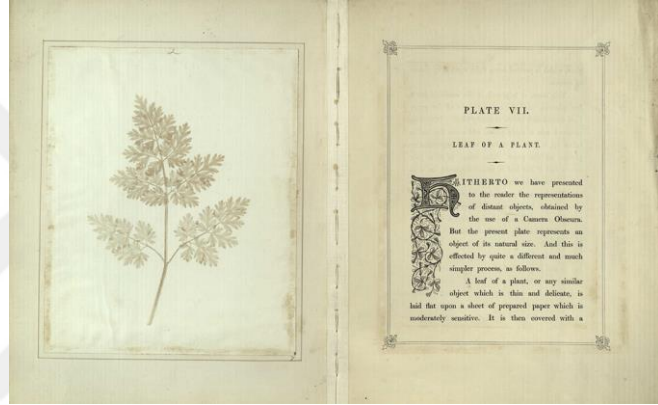 PLATE VII.
LEAF OF A PLANT.
HITHERTO we have presented
to the reader the representations
of distant objects, obtained by
the use of a Camera Obscura.
But the present plate represents an
object of its natural size. And this is
effected by quite a different and much
simpler process, as follows.
A leaf of a plant, or any similar
object which is thin and delicate, is
laid flat upon a sheet of prepared paper which is
moderately sensitive. It is then covered with a